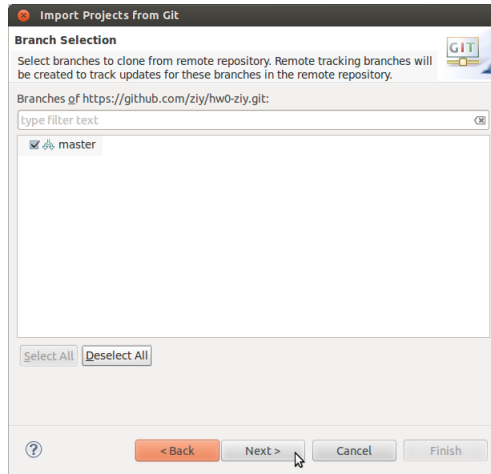 Import Projects from Git
Branch Selection
GIT
Select branches to clone from remote repository. Remote tracking branches will
be created to track updates for these branches in the remote repository.
Branches of https://github.com/ziy/hw0-ziy.git:
type filter text
master
Select All Deselect All
? < Back Next > Cancel Finish